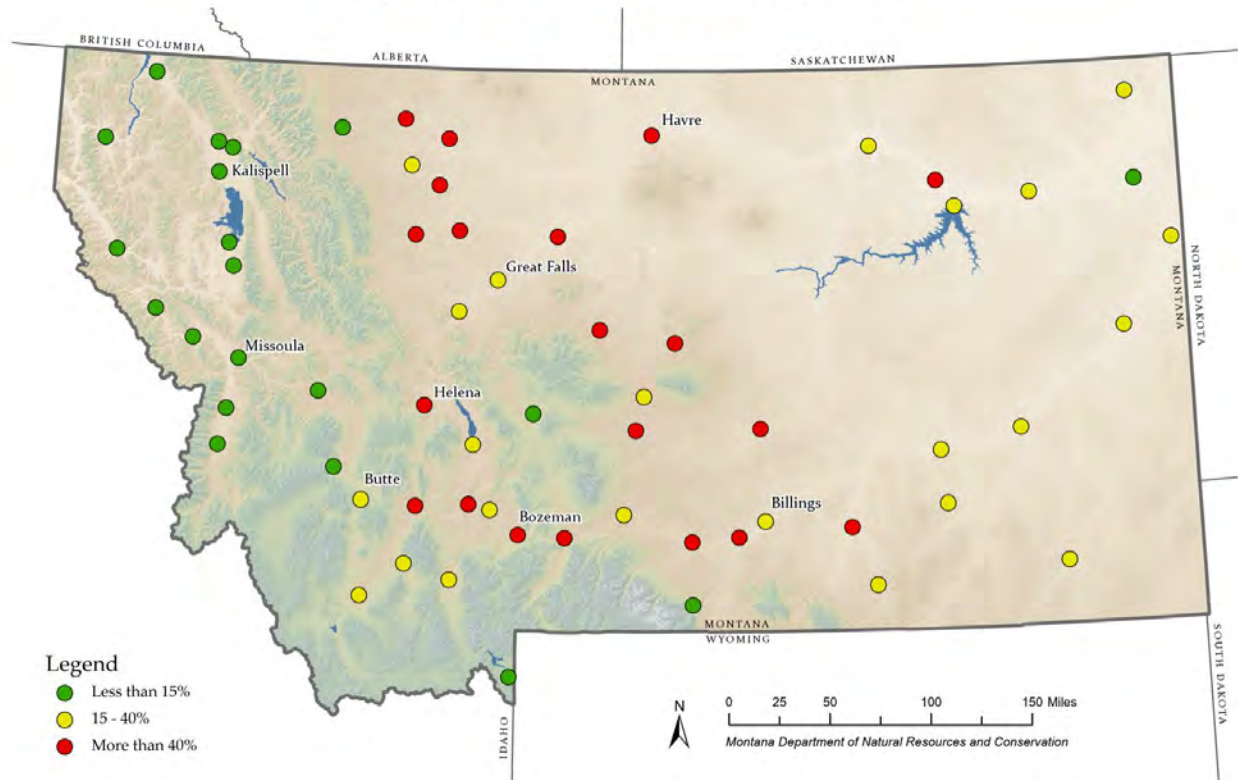 BRITISH COLUMBIA
ALBERTA
SASKATCHEWAN
MONTANA
Havre
Kalispell
Great Falls
MONTANA
NORTH DAKOTA
Missoula
Helena
Butte
Bozeman
Billings
MONTANA
WYOMING
SOUTH DAKOTA
IDAHO
Legend
Less than 15%
15 - 40%
More than 40%
N
0 25 50 100 150 Miles
Montana Department of Natural Resources and Conservation